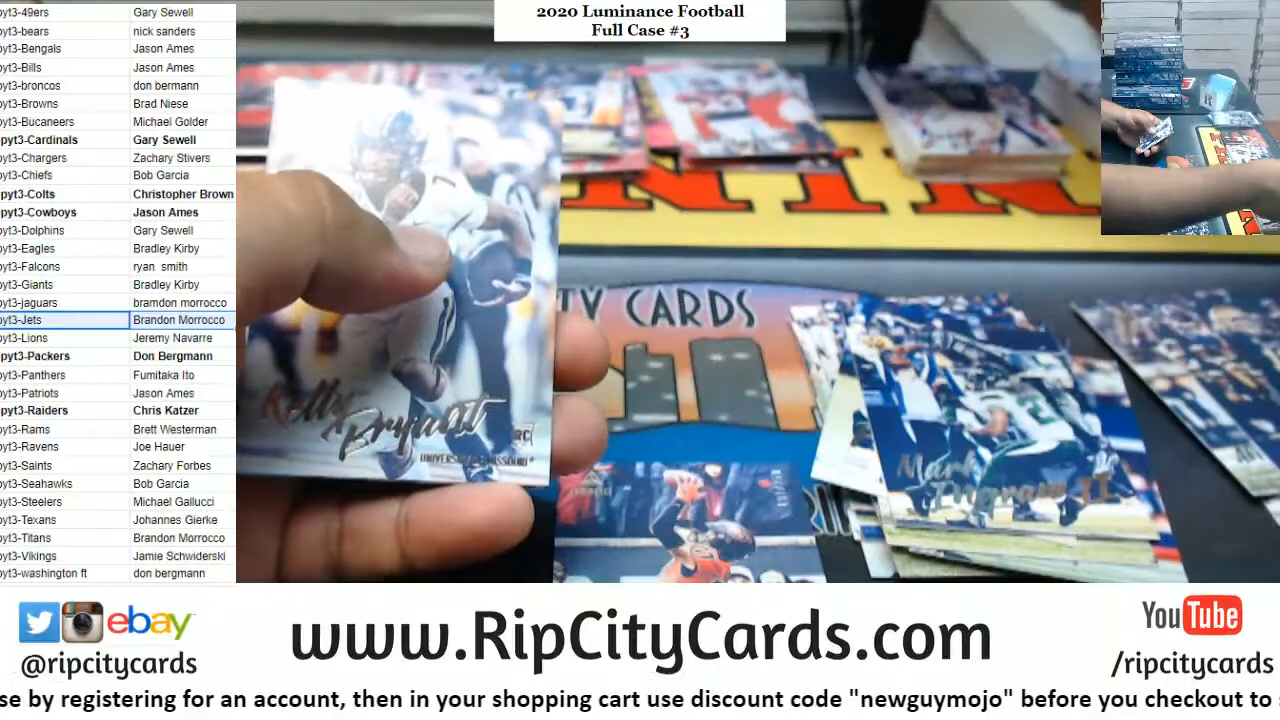 2020 Luminance Football
Full Case #3
pyt3-49ers Gary Sewell
pyt3-bears nick sanders
pyt3-Bengals Jason Ames
pyt3-Bills Jason Ames
pyt3-broncos don bermann
pyt3-Browns Brad Niese
pyt3-Bucaneers Michael Golder
pyt3-Cardinals Gary Sewell
pyt3-Chargers Zachary Stivers
pyt3-Chiefs Bob Garcia
pyt3-Colts Christopher Brown
pyt3-Cowboys Jason Ames
pyt3-Dolphins Gary Sewell
pyt3-Eagles Bradley Kirby
pyt3-Falcons ryan smith
pyt3-Giants Bradley Kirby
pyt3-jaguars bramdon morrocco
pyt3-Jets Brandon Morrocco
pyt3-Lions Jeremy Navarre
pyt3-Packers Don Bergmann
pyt3-Panthers Fumitaka Ito
pyt3-Patriots Jason Ames
pyt3-Raiders Chris Katzer
pyt3-Rams Brett Westerman
pyt3-Ravens Joe Hauer
pyt3-Saints Zachary Forbes
pyt3-Seahawks Bob Garcia
pyt3-Steelers Michael Gallucci
pyt3-Texans Johannes Gierke
pyt3-Titans Brandon Morrocco
pyt3-Vikings Jamie Schwiderski
pyt3-washington ft don bergmann
TY CARDS
Kelly
Bryant
RC
Mark
Ingram II
ebay
@ripcitycards
www.RipCityCards.com
YouTube
/ripcitycards
se by registering for an account, then in your shopping cart use discount code "newguymojo" before you checkout to